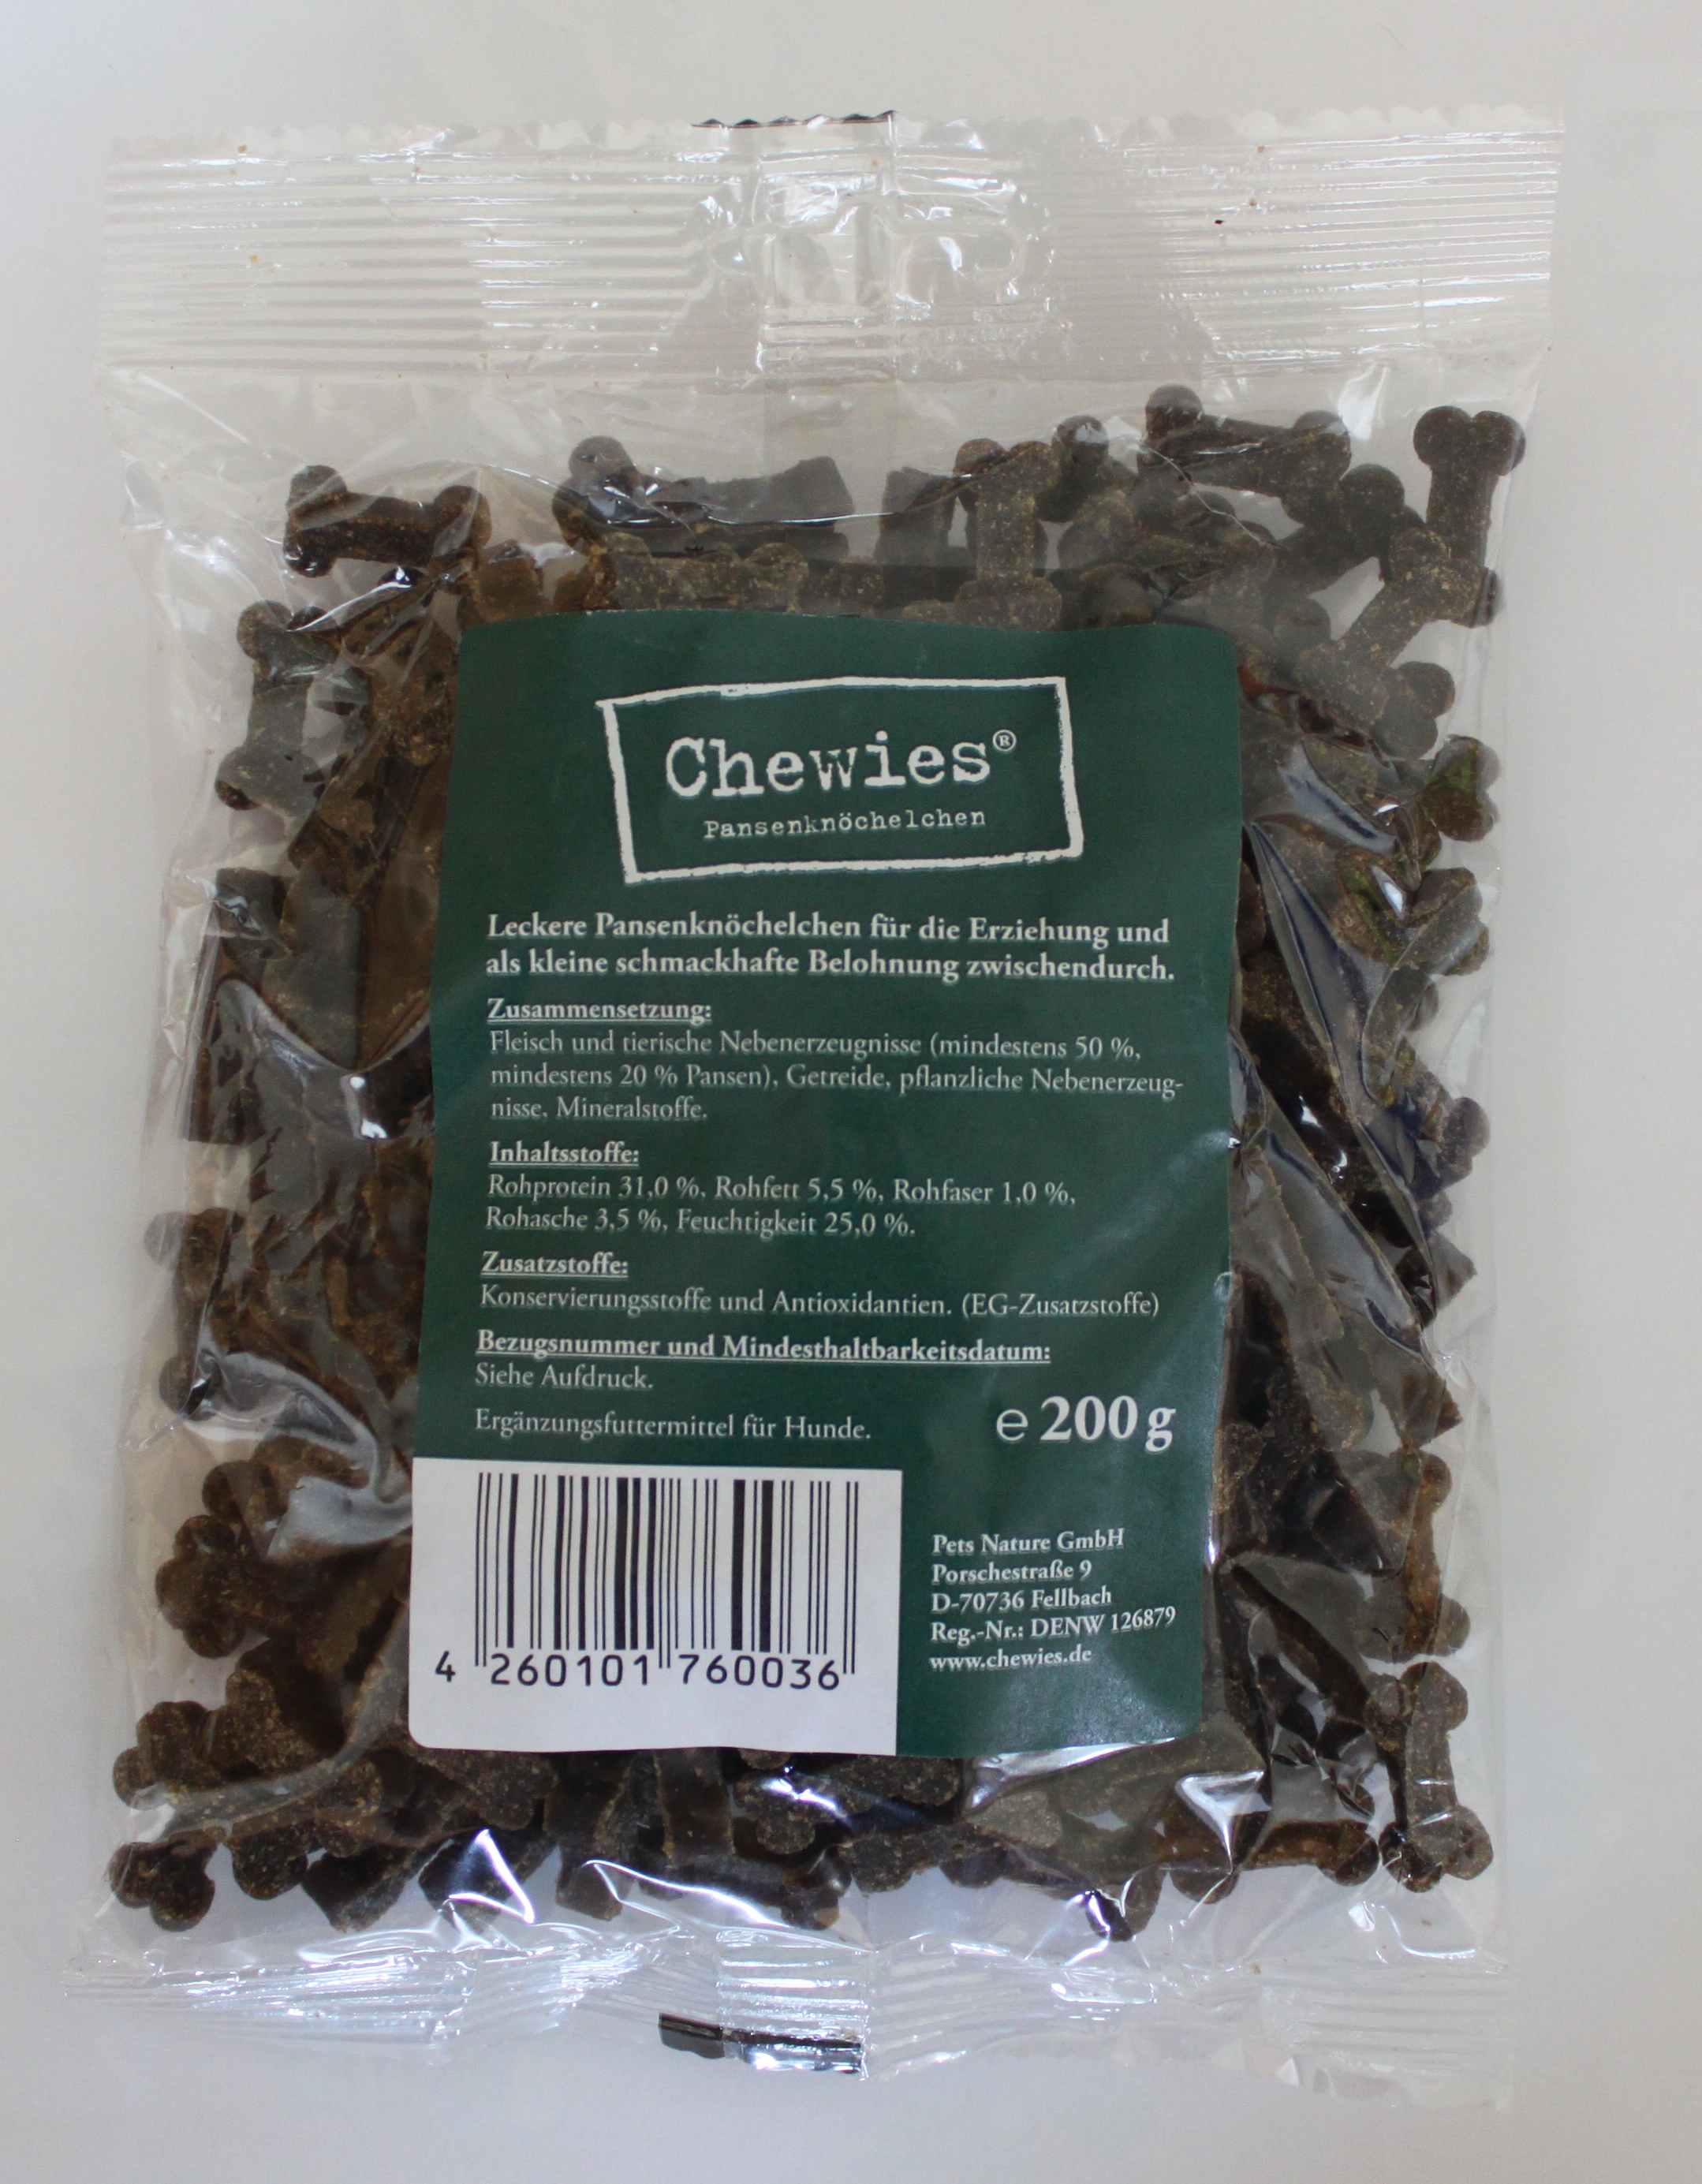 Chewies®
Pansenknöchelchen
Leckere Pansenknöchelchen für die Erziehung und
als kleine schmackhafte Belohnung zwischendurch.
Zusammensetzung:
Fleisch und tierische Nebenerzeugnisse (mindestens 50 %,
mindestens 20 % Pansen), Getreide, pflanzliche Nebenerzeug-
nisse, Mineralstoffe.
Inhaltsstoffe:
Rohprotein 31,0 %, Rohfett 5,5 %, Rohfaser 1,0 %,
Rohasche 3,5 %, Feuchtigkeit 25,0 %.
Zusatzstoffe:
Konservierungsstoffe und Antioxidantien. (EG-Zusatzstoffe)
Bezugsnummer und Mindesthaltbarkeitsdatum:
Siehe Aufdruck.
Ergänzungsfuttermittel für Hunde.
℮ 200 g
4 260101 760036
Pets Nature GmbH
Porschestraße 9
D-70736 Fellbach
Reg.-Nr.: DENW 126879
www.chewies.de